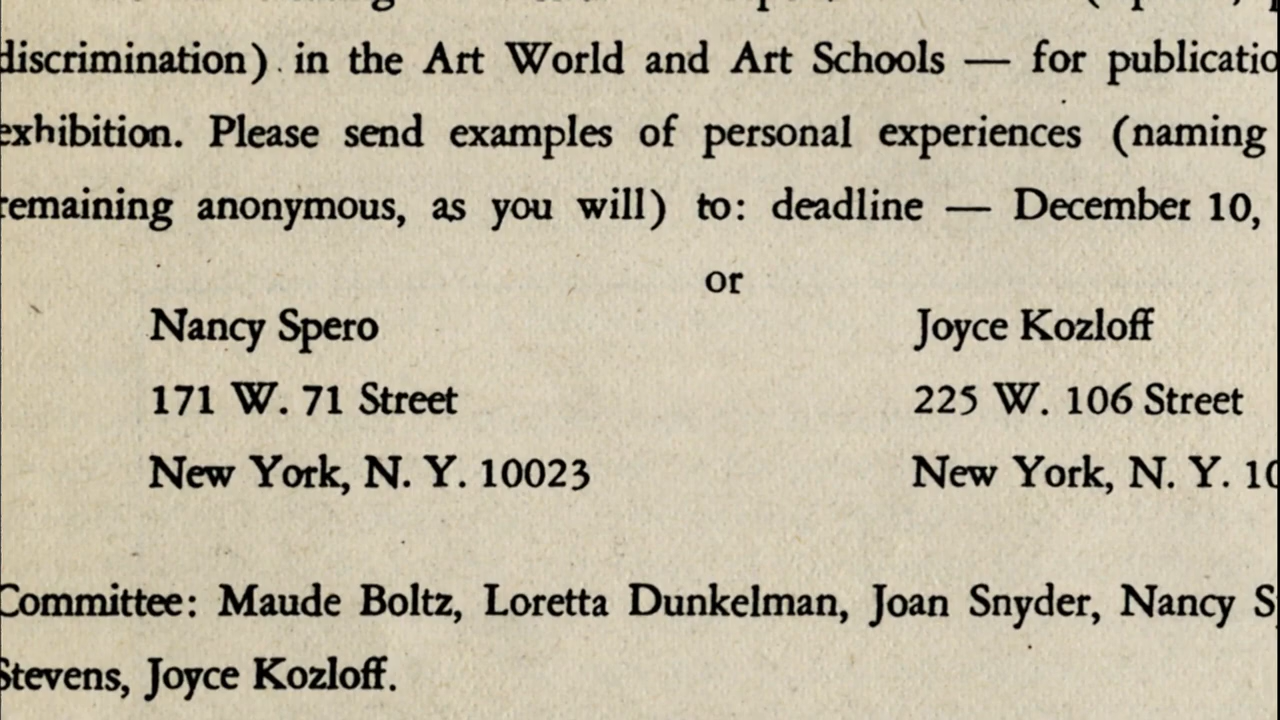 discrimination) in the Art World and Art Schools — for publicatio
exhibition. Please send examples of personal experiences (naming
remaining anonymous, as you will) to: deadline — December 10,
or
Nancy Spero
Joyce Kozloff
171 W. 71 Street
225 W. 106 Street
New York, N. Y. 10023
New York, N. Y. 10
Committee: Maude Boltz, Loretta Dunkelman, Joan Snyder, Nancy S
Stevens, Joyce Kozloff.